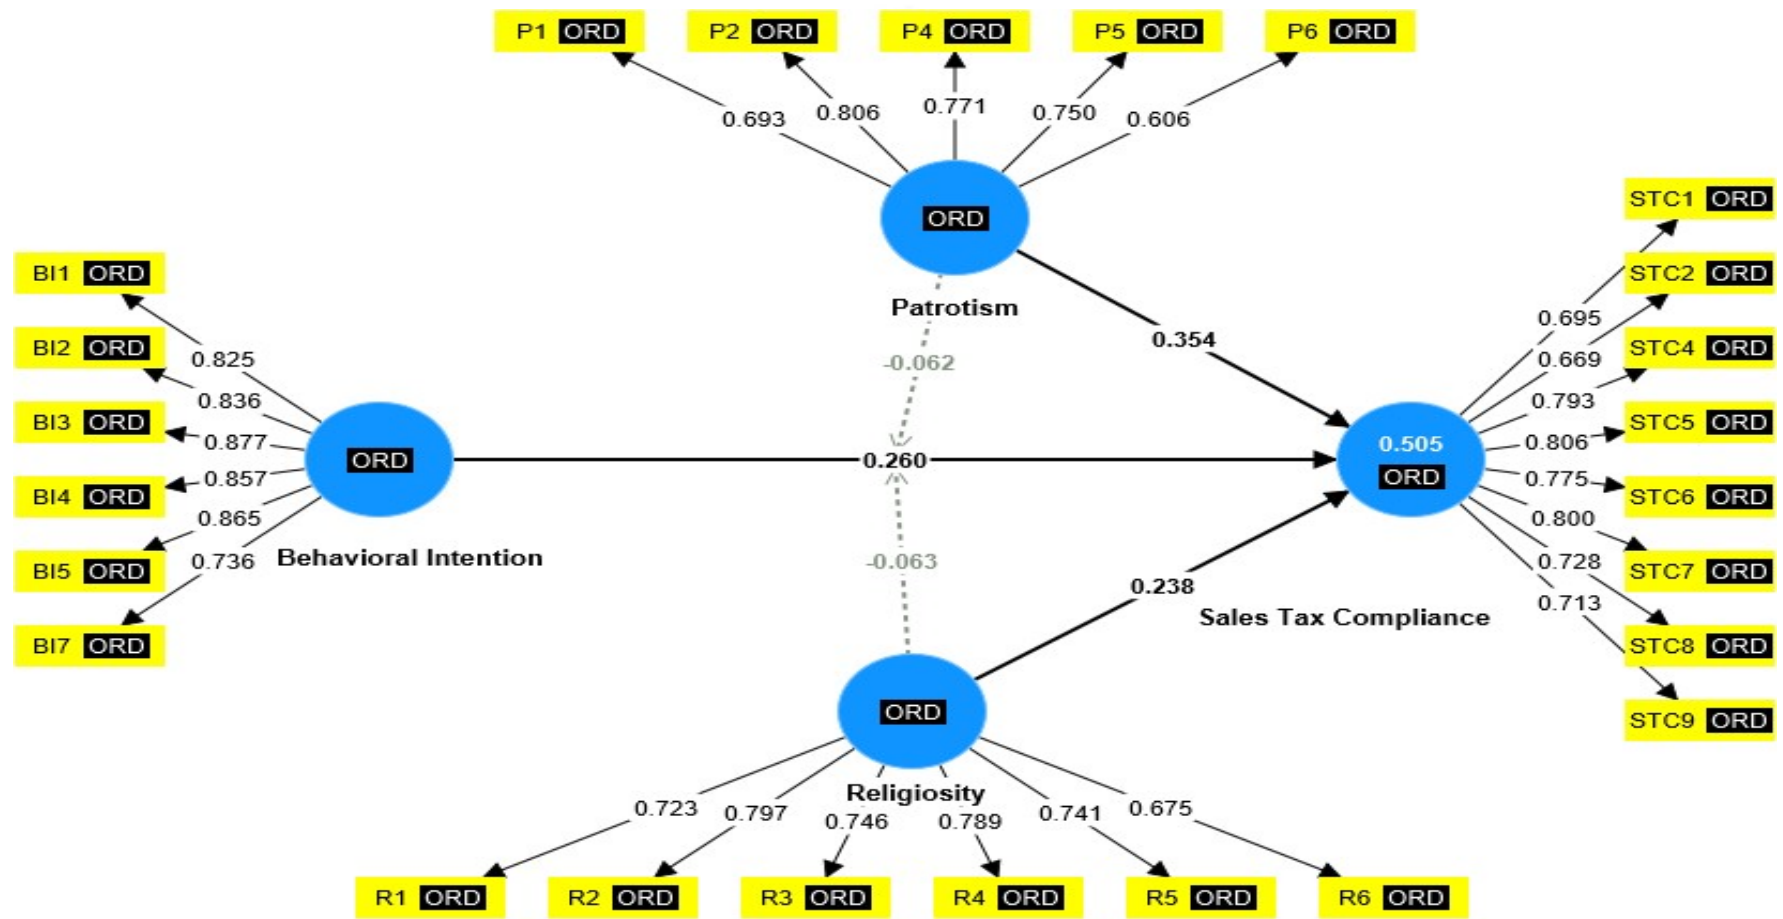 P1 ORD P2 ORD P4 ORD P5 ORD P6 ORD
0.693 0.806 0.771 0.750 0.606
ORD
Patrotism
STC1 ORD
STC2 ORD
STC4 ORD
STC5 ORD
STC6 ORD
STC7 ORD
STC8 ORD
STC9 ORD
0.695
0.669
0.793
0.806
0.775
0.800
0.728
0.713
BI1 ORD
BI2 ORD
BI3 ORD
BI4 ORD
BI5 ORD
BI7 ORD
0.825
0.836
0.877
0.857
0.865
0.736
ORD
Behavioral Intention
-0.062
0.354
0.260
-0.063
0.238
0.505
ORD
Sales Tax Compliance
ORD
Religiosity
0.723 0.797 0.746 0.789 0.741 0.675
R1 ORD R2 ORD R3 ORD R4 ORD R5 ORD R6 ORD